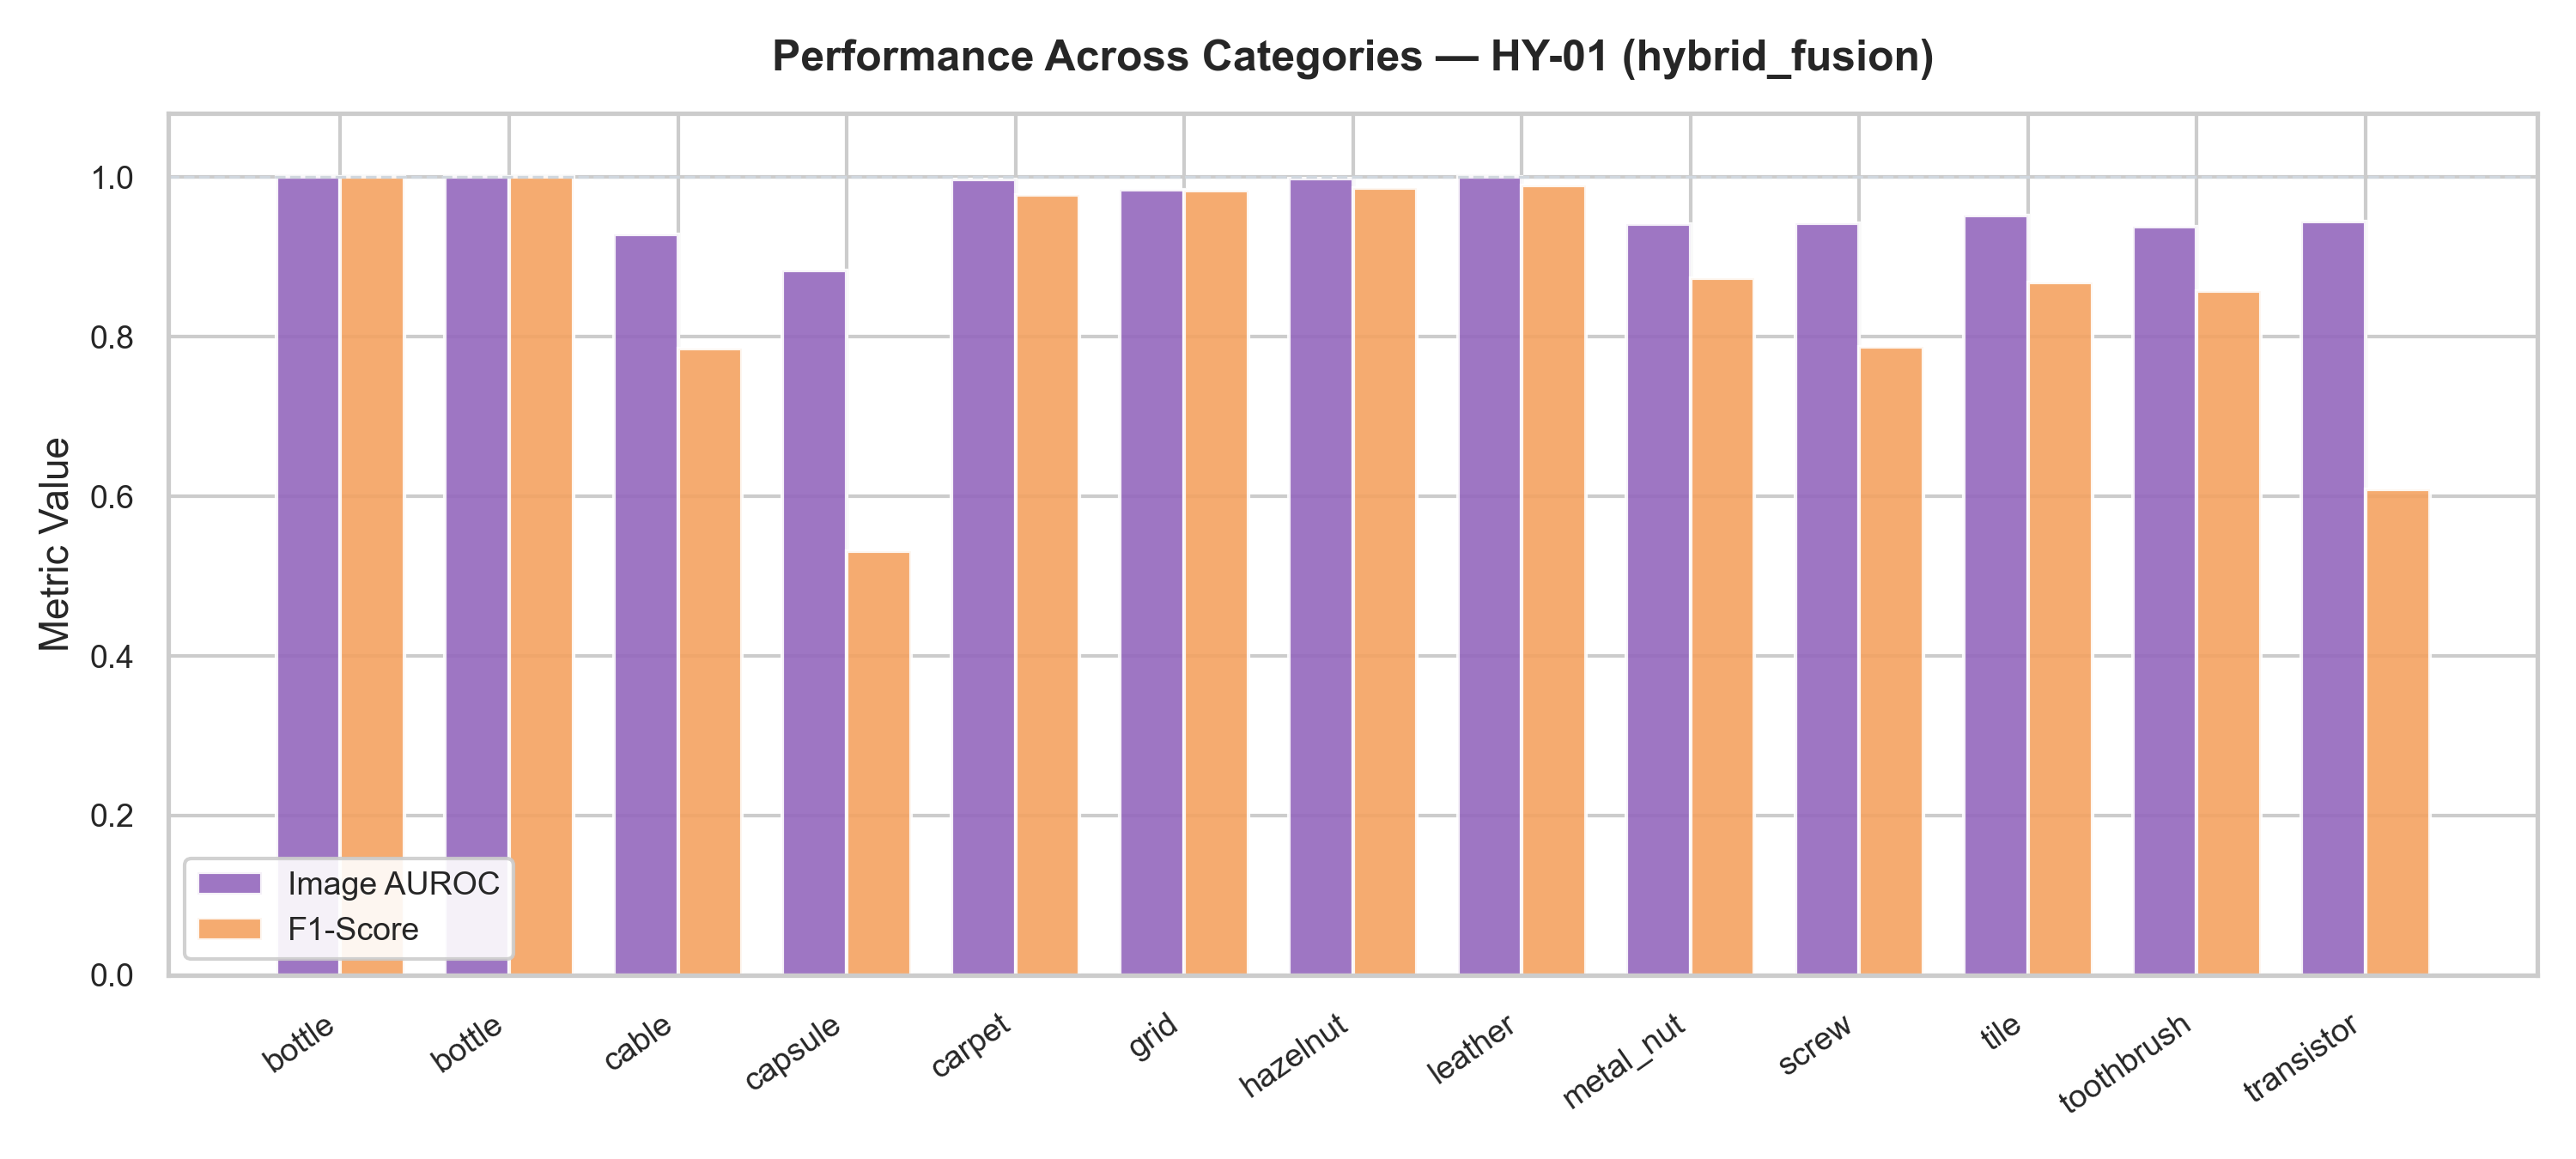 Performance Across Categories — HY-01 (hybrid_fusion)
Metric Value
1.0
0.8
0.6
0.4
0.2
0.0
Image AUROC
F1-Score
bottle
bottle
cable
capsule
carpet
grid
hazelnut
leather
metal_nut
screw
tile
toothbrush
transistor